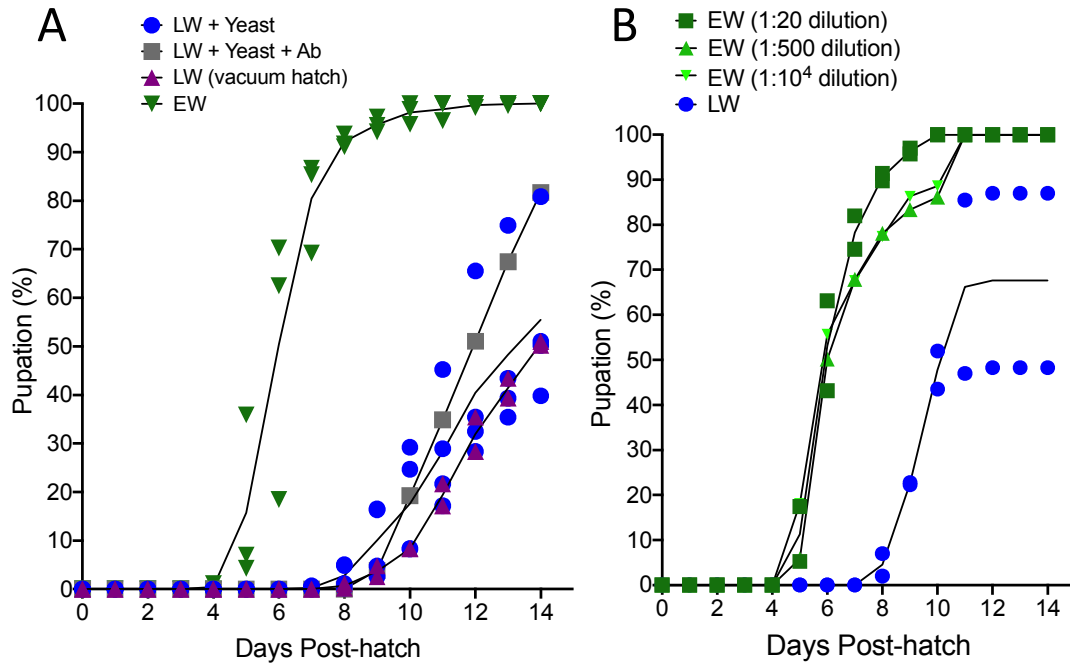 A
LW + Yeast
LW + Yeast + Ab
LW (vacuum hatch)
EW
100
90
80
70
60
50
40
30
20
10
0
Pupation (%)
0 2 4 6 8 10 12 14
Days Post-hatch
B
EW (1:20 dilution)
EW (1:500 dilution)
EW (1:10⁴ dilution)
LW
100
90
80
70
60
50
40
30
20
10
0
Pupation (%)
0 2 4 6 8 10 12 14
Days Post-hatch